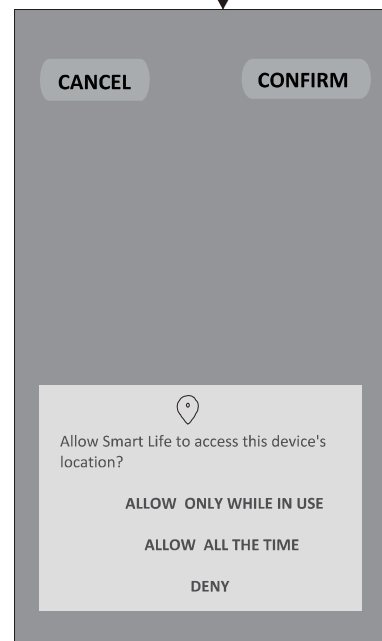 CANCEL CONFIRM
Allow Smart Life to access this device's
location?
ALLOW ONLY WHILE IN USE
ALLOW ALL THE TIME
DENY